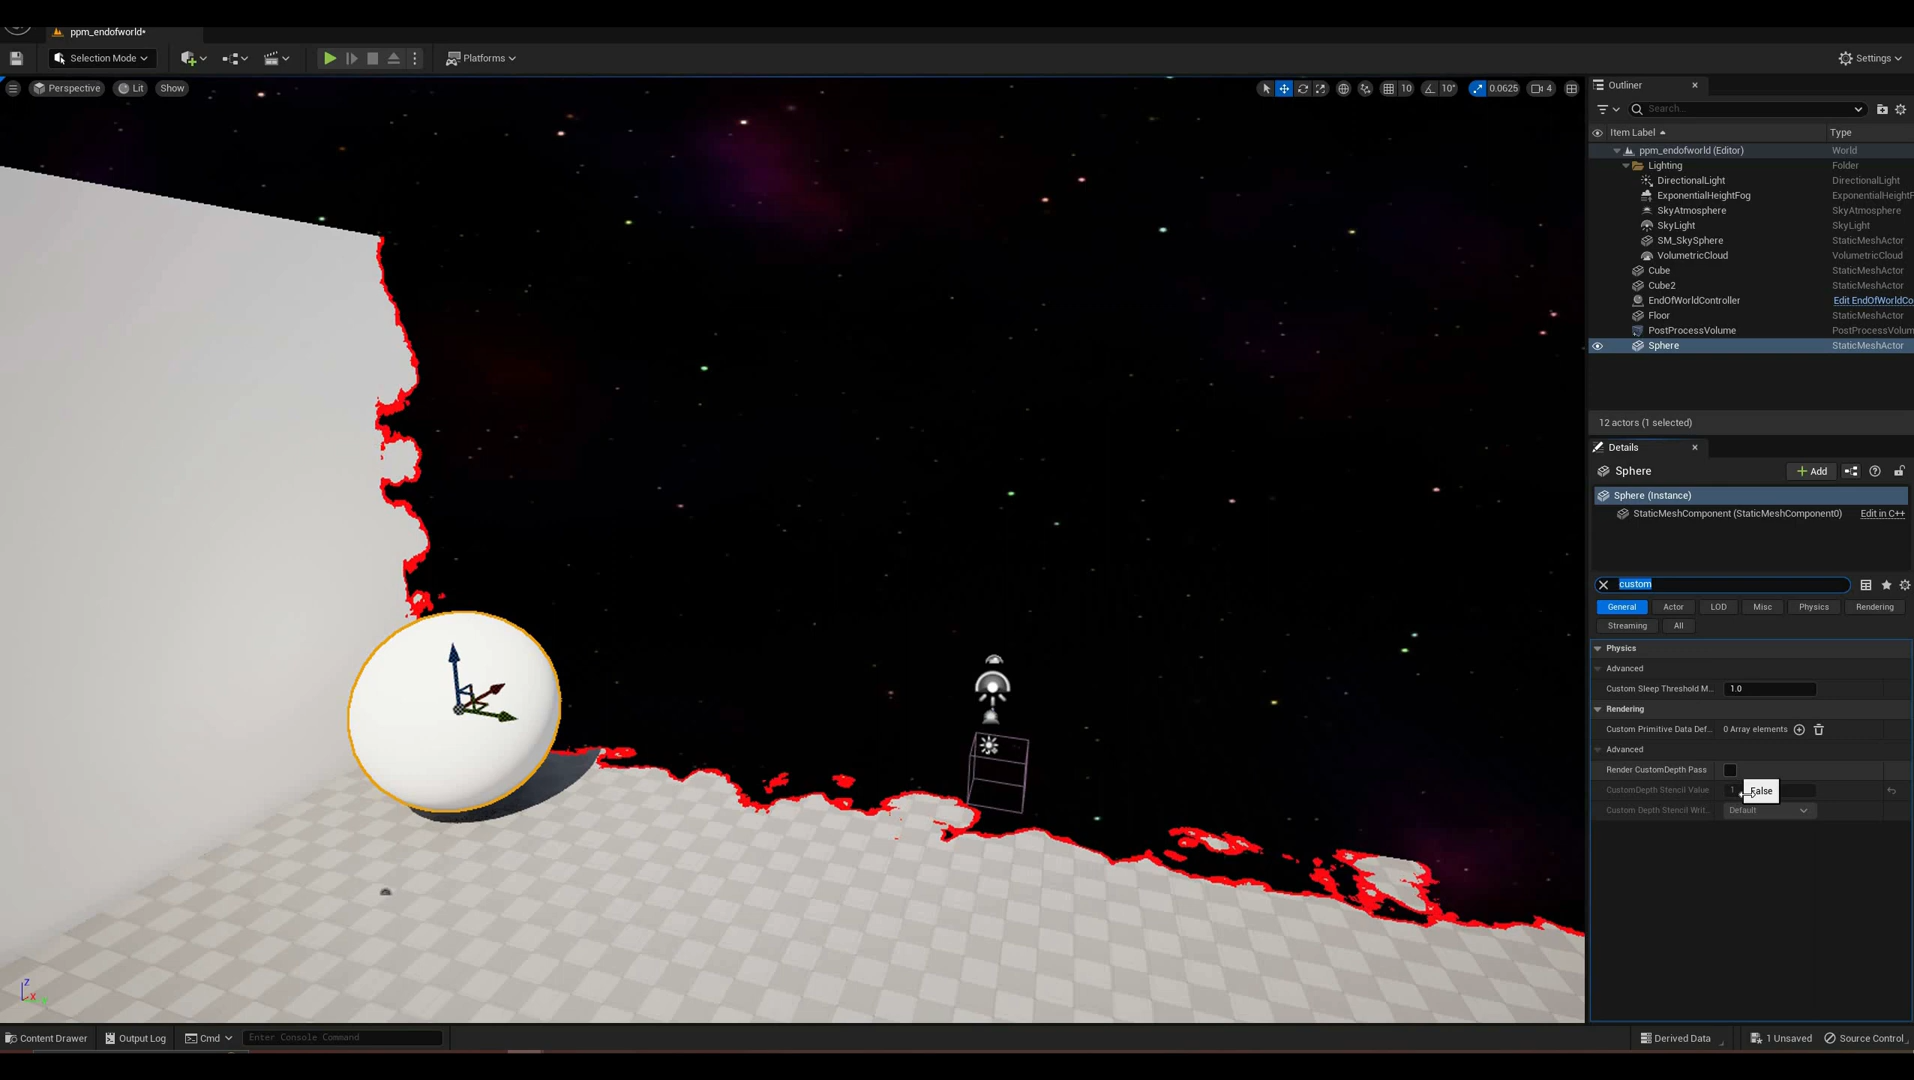 ppm_endofworld*
Selection Mode
Platforms
Settings
Perspective
Lit
Show
10
10°
0.0625
4
Outliner
Search...
Item Label
Type
ppm_endofworld (Editor)
World
Lighting
Folder
DirectionalLight
DirectionalLight
ExponentialHeightFog
ExponentialHeightF
SkyAtmosphere
SkyAtmosphere
SkyLight
SkyLight
SM_SkySphere
StaticMeshActor
VolumetricCloud
VolumetricCloud
Cube
StaticMeshActor
Cube2
StaticMeshActor
EndOfWorldController
Edit EndOfWorldCo
Floor
StaticMeshActor
PostProcessVolume
PostProcessVolum
Sphere
StaticMeshActor
12 actors (1 selected)
Details
Sphere
Add
Sphere (Instance)
StaticMeshComponent (StaticMeshComponent0)
Edit in C++
custom
General
Actor
LOD
Misc
Physics
Rendering
Streaming
All
Physics
Advanced
Custom Sleep Threshold M...
1.0
Rendering
Custom Primitive Data Def...
0 Array elements
Advanced
Render CustomDepth Pass
CustomDepth Stencil Value
1
False
Custom Depth Stencil Writ...
Default
Z
X
Content Drawer
Output Log
Cmd
Enter Console Command
Derived Data
1 Unsaved
Source Control